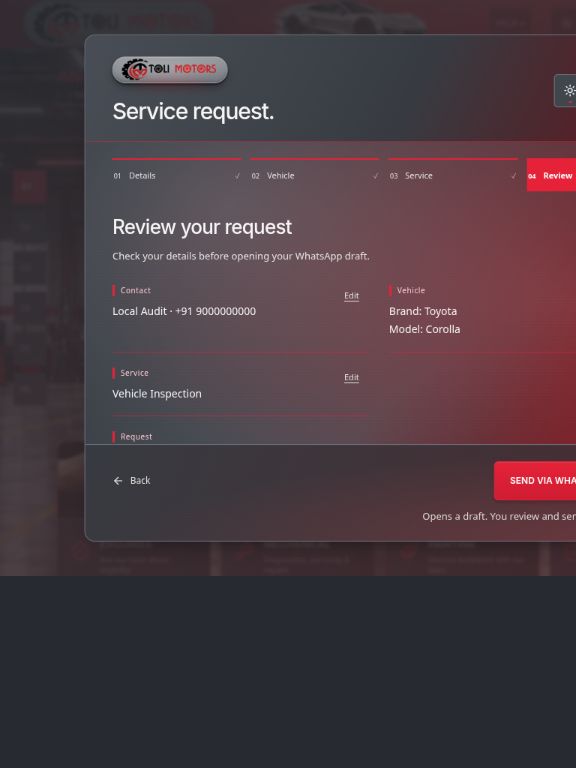 TOLI MOTORS
Service request.
01 Details ✓
02 Vehicle ✓
03 Service ✓
04 Review
Review your request
Check your details before opening your WhatsApp draft.
Contact
Edit
Local Audit · +91 9000000000
Vehicle
Brand: Toyota
Model: Corolla
Service
Edit
Vehicle Inspection
Request
← Back
SEND VIA WHA
Opens a draft. You review and sen